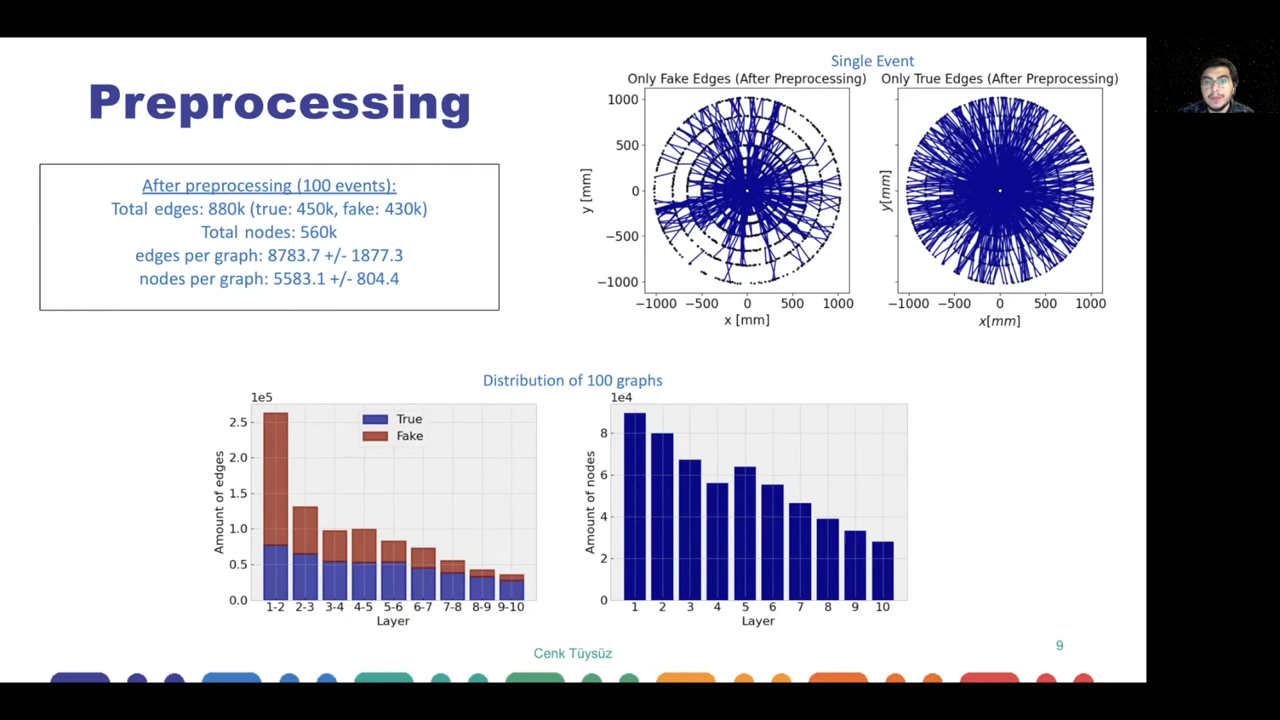 Preprocessing
After preprocessing (100 events):
Total edges: 880k (true: 450k, fake: 430k)
Total nodes: 560k
edges per graph: 8783.7 +/- 1877.3
nodes per graph: 5583.1 +/- 804.4
Single Event
Only Fake Edges (After Preprocessing)
1000
500
0
−500
−1000
y [mm]
−1000 −500 0 500 1000
x [mm]
Only True Edges (After Preprocessing)
y[mm]
−1000 −500 0 500 1000
x[mm]
Distribution of 100 graphs
1e5
2.5
2.0
1.5
1.0
0.5
0.0
Amount of edges
True
Fake
1-2 2-3 3-4 4-5 5-6 6-7 7-8 8-9 9-10
Layer
1e4
8
6
4
2
0
Amount of nodes
1 2 3 4 5 6 7 8 9 10
Layer
Cenk Tüysüz
9